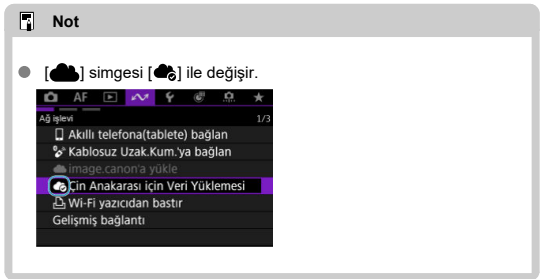 Not
[ ] simgesi [ ] ile değişir.
AF
Ağ işlevi 1/3
Akıllı telefona(tablete) bağlan
Kablosuz Uzak.Kum.'ya bağlan
image.canon'a yükle
Çin Anakarası için Veri Yüklemesi
Wi-Fi yazıcıdan bastır
Gelişmiş bağlantı